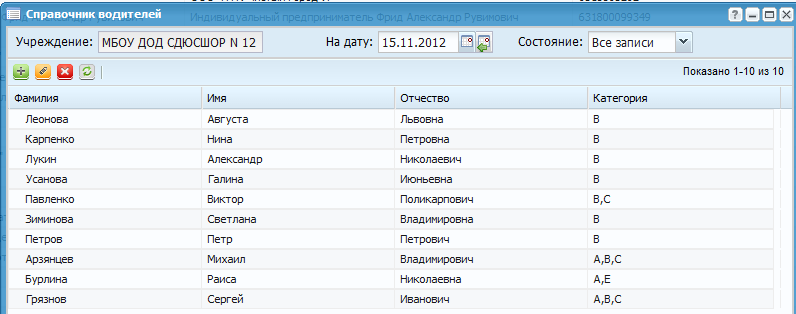 Индивидуальный предприниматель Фрид Александр Рувимович 631800099349
Справочник водителей
Учреждение: МБОУ ДОД СДЮСШОР N 12 На дату: 15.11.2012 Состояние: Все записи
Показано 1-10 из 10
Фамилия Имя Отчество Категория
Леонова Августа Львовна B
Карпенко Нина Петровна B
Лукин Александр Николаевич B
Усанова Галина Июньевна B
Павленко Виктор Поликарпович B,C
Зиминова Светлана Владимировна B
Петров Петр Петрович B
Арзянцев Михаил Владимирович A,B,C
Бурлина Раиса Николаевна A,E
Грязнов Сергей Иванович A,B,C